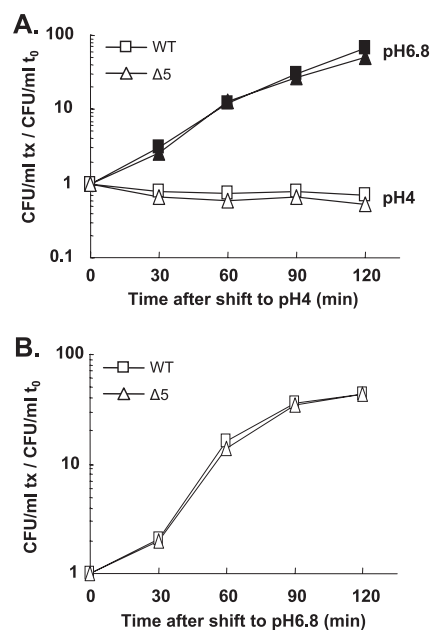 A.
100
10
1
0.1
CFU/ml tx / CFU/ml t0
WT
Δ5
pH6.8
pH4
0 30 60 90 120
Time after shift to pH4 (min)
B.
100
10
1
CFU/ml tx / CFU/ml t0
WT
Δ5
0 30 60 90 120
Time after shift to pH6.8 (min)